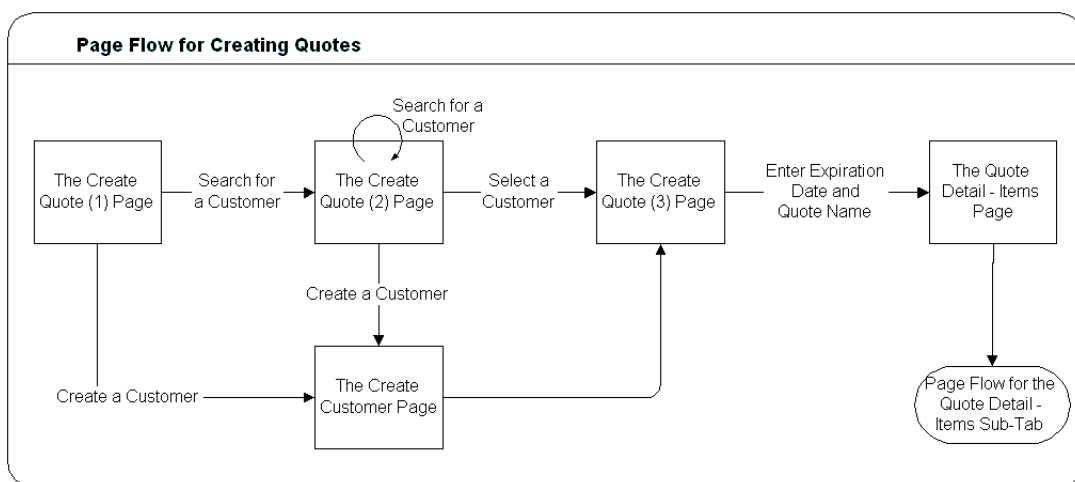 Page Flow for Creating Quotes
Search for a
Customer
The Create
Quote (1) Page
Search for
a Customer
The Create
Quote (2) Page
Select a
Customer
The Create
Quote (3) Page
Enter Expiration
Date and
Quote Name
The Quote
Detail - Items
Page
Create a Customer
Create a Customer
The Create
Customer Page
Page Flow for the
Quote Detail -
Items Sub-Tab